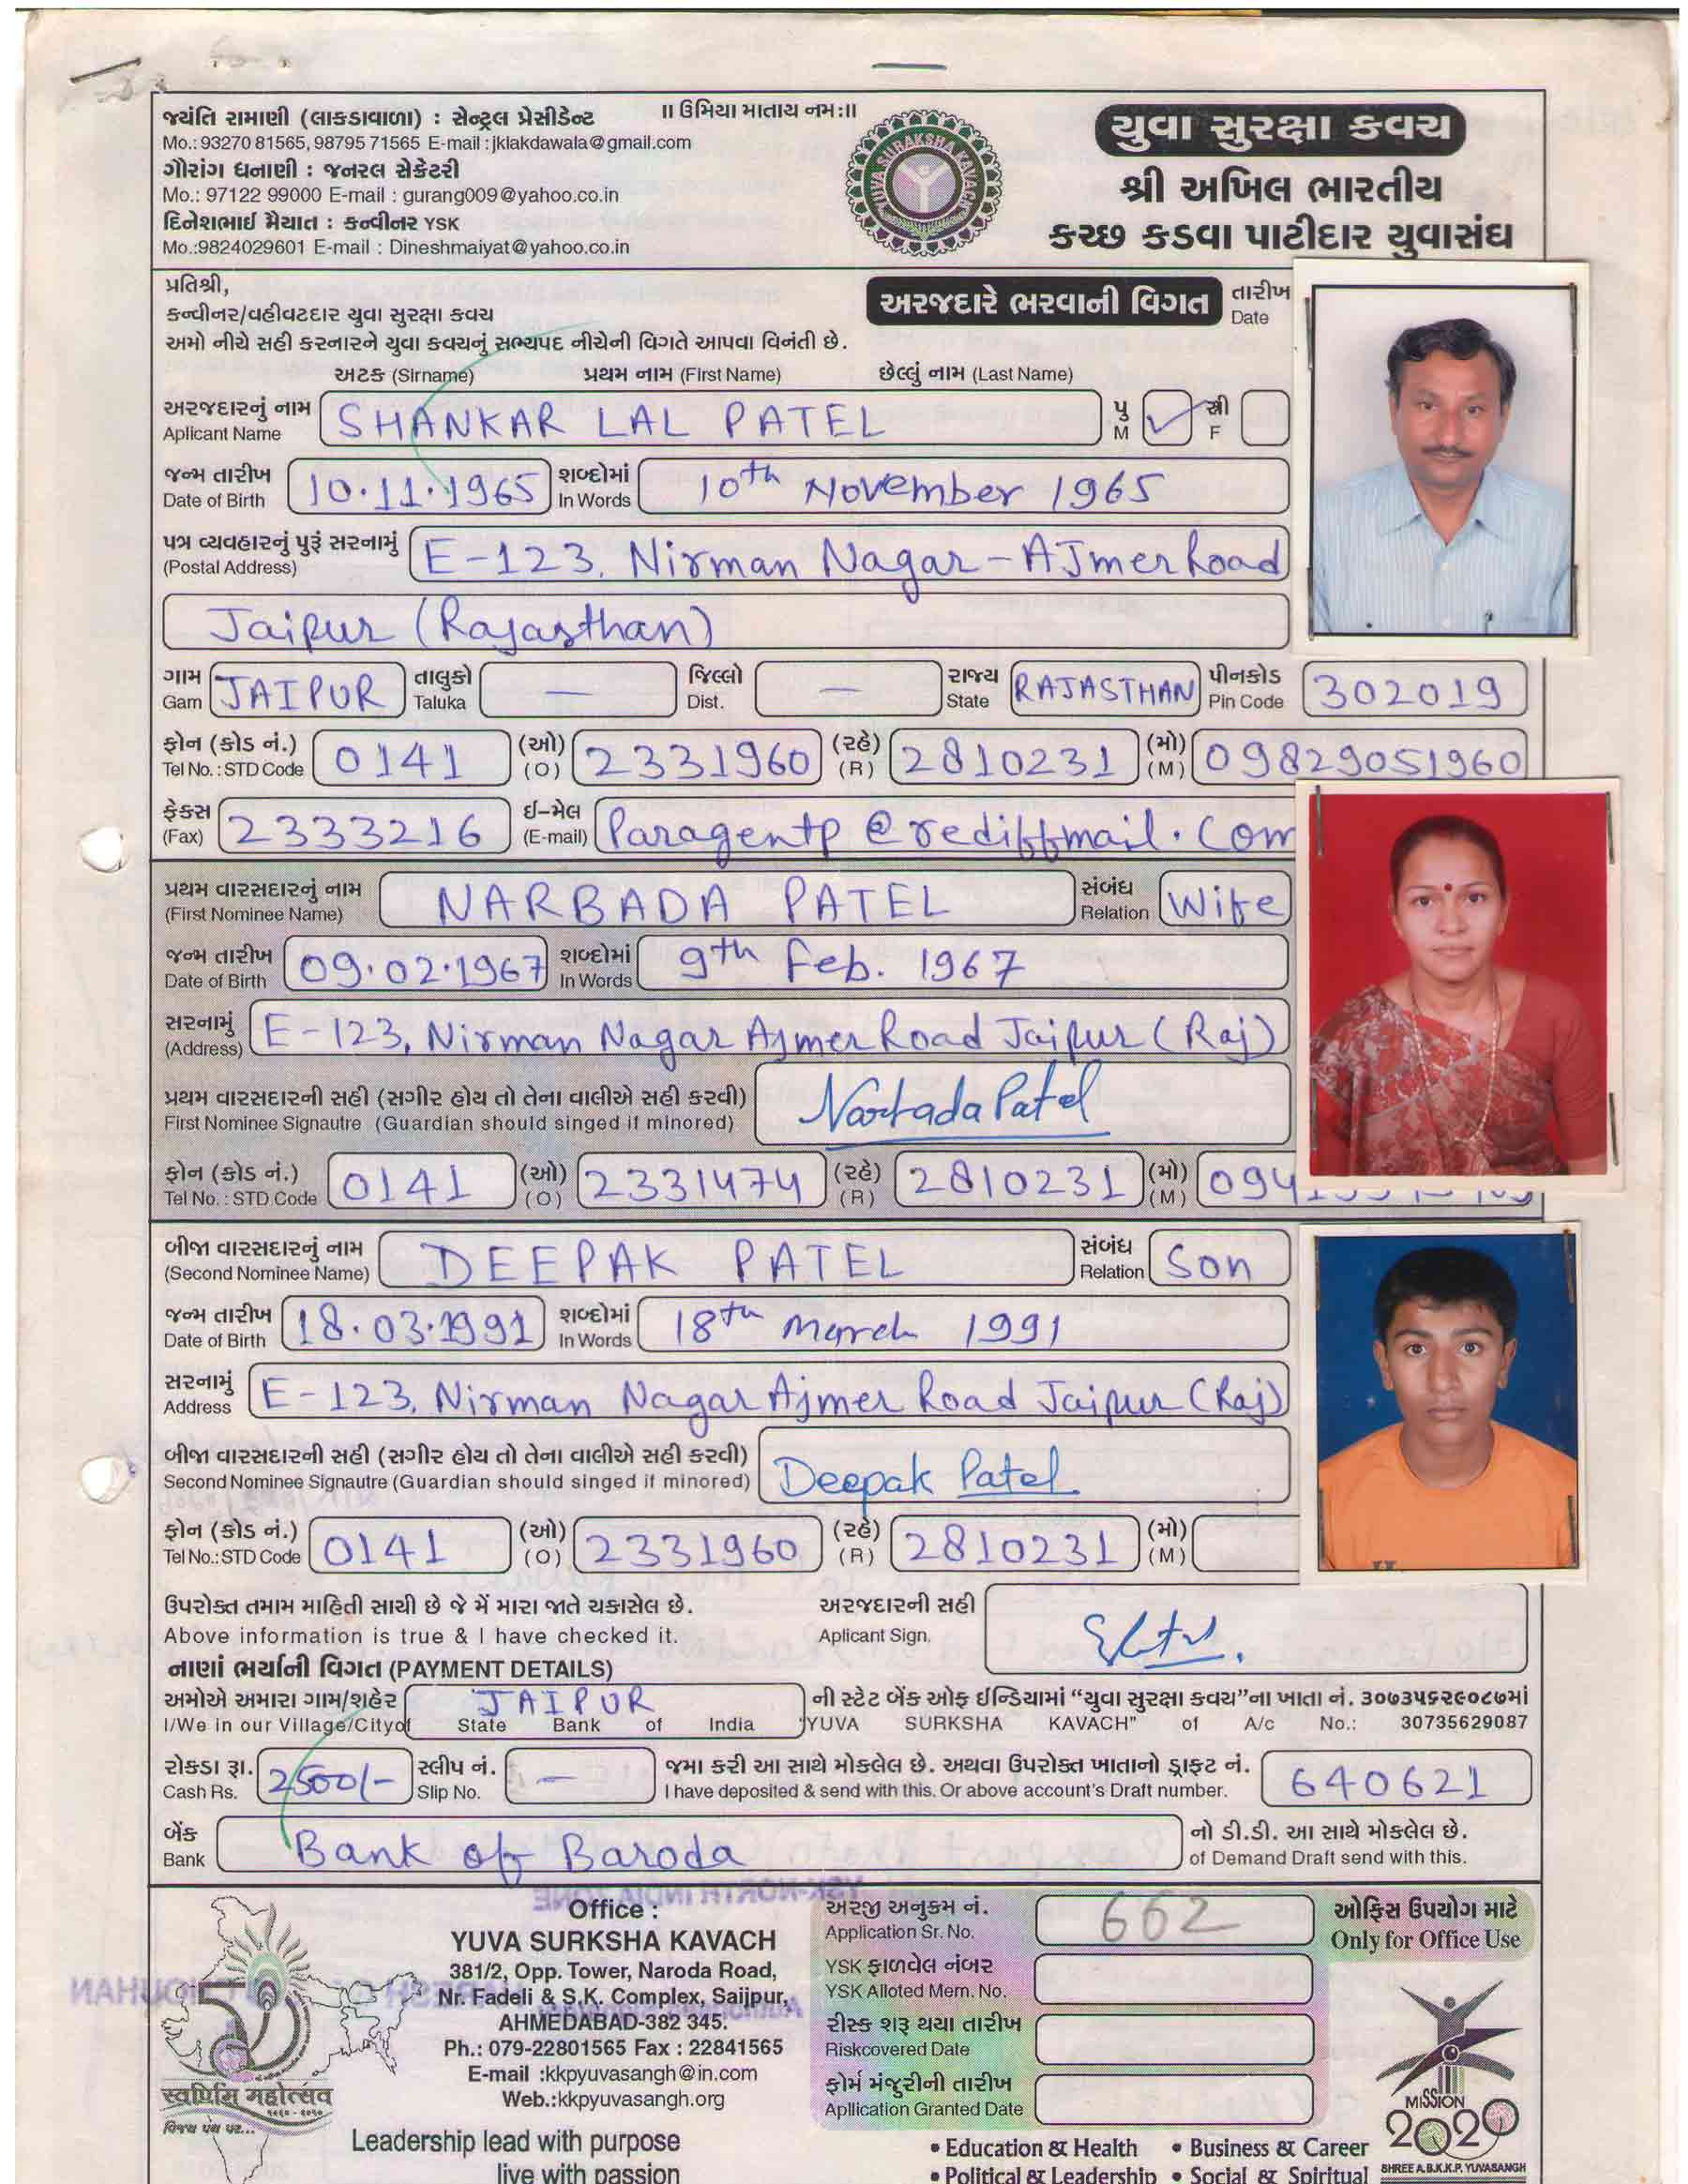 જયંતિ રામાણી (લાકડાવાળા) : સેન્ટ્રલ પ્રેસીડેન્ટ
Mo.: 93270 81565, 98795 71565 E-mail : jklakdawala@gmail.com
ગૌરાંગ ધનાણી : જનરલ સેક્રેટરી
Mo.: 97122 99000 E-mail : gurang009@yahoo.co.in
દિનેશભાઈ મૈયાત : કન્વીનર YSK
Mo.:9824029601 E-mail : Dineshmaiyat@yahoo.co.in
॥ ઉમિયા માતાય નમઃ॥
YUVA SURAKSHA KAVACH
યુવા સુરક્ષા કવચ
શ્રી અખિલ ભારતીય
કચ્છ કડવા પાટીદાર યુવાસંઘ
પ્રતિશ્રી,
કન્વીનર/વહીવટદાર યુવા સુરક્ષા કવચ
અમો નીચે સહી કરનારને યુવા કવચનું સભ્યપદ નીચેની વિગતે આપવા વિનંતી છે.
અરજદારે ભરવાની વિગત તારીખ
Date
અટક (Sirname) પ્રથમ નામ (First Name) છેલ્લું નામ (Last Name)
અરજદારનું નામ SHANKAR LAL PATEL પુ ✓ સ્રી
Aplicant Name M F
જન્મ તારીખ 10.11.1965 શબ્દોમાં 10th November 1965
Date of Birth In Words
પત્ર વ્યવહારનું પુરૂં સરનામું E-123, Nirman Nagar - AJmer Road
(Postal Address)
Jaipur (Rajasthan)
ગામ JAIPUR તાલુકો — જિલ્લો — રાજ્ય RAJASTHAN પીનકોડ 302019
Gam Taluka Dist. State Pin Code
ફોન (કોડ નં.) 0141 (ઓ) 2331960 (રહે) 2810231 (મો) 09829051960
Tel No. : STD Code (O) (R) (M)
ફેક્સ 2333216 ઈ-મેલ Paragentp@rediffmail.com
(Fax) (E-mail)
પ્રથમ વારસદારનું નામ NARBADA PATEL સંબંધ Wife
(First Nominee Name) Relation
જન્મ તારીખ 09.02.1967 શબ્દોમાં 9th Feb. 1967
Date of Birth In Words
સરનામું E-123, Nirman Nagar Ajmer Road Jaipur (Raj)
(Address)
પ્રથમ વારસદારની સહી (સગીર હોય તો તેના વાલીએ સહી કરવી) Narbada Patel
First Nominee Signautre (Guardian should singed if minored)
ફોન (કોડ નં.) 0141 (ઓ) 2331474 (રહે) 2810231 (મો)
Tel No. : STD Code (O) (R) (M)
બીજા વારસદારનું નામ DEEPAK PATEL સંબંધ Son
(Second Nominee Name) Relation
જન્મ તારીખ 18.03.1991 શબ્દોમાં 18th March 1991
Date of Birth In Words
સરનામું E-123, Nirman Nagar Ajmer Road Jaipur (Raj)
Address
બીજા વારસદારની સહી (સગીર હોય તો તેના વાલીએ સહી કરવી) Deepak Patel
Second Nominee Signautre (Guardian should singed if minored)
ફોન (કોડ નં.) 0141 (ઓ) 2331960 (રહે) 2810231 (મો)
Tel No.: STD Code (O) (R) (M)
ઉપરોક્ત તમામ માહિતી સાચી છે જે મેં મારા જાતે ચકાસેલ છે. અરજદારની સહી
Above information is true & I have checked it. Aplicant Sign.
નાણાં ભર્યાની વિગત (PAYMENT DETAILS)
અમોએ અમારા ગામ/શહેર JAIPUR ની સ્ટેટ બેંક ઓફ ઈન્ડિયામાં “યુવા સુરક્ષા કવચ”ના ખાતા નં. ૩૦૭૩૫૬૨૯૦૮૭માં
I/We in our Village/Cityof State Bank of India "YUVA SURKSHA KAVACH" of A/c No.: 30735629087
રોકડા રૂા. 2500/- સ્લીપ નં. — જમા કરી આ સાથે મોકલેલ છે. અથવા ઉપરોક્ત ખાતાનો ડ્રાફ્ટ નં. 640621
Cash Rs. Slip No. I have deposited & send with this. Or above account's Draft number.
બેંક Bank of Baroda નો ડી.ડી. આ સાથે મોકલેલ છે.
Bank of Demand Draft send with this.
Office :
YUVA SURKSHA KAVACH
381/2, Opp. Tower, Naroda Road,
Nr. Fadeli & S.K. Complex, Saijpur,
AHMEDABAD-382 345.
Ph.: 079-22801565 Fax : 22841565
E-mail :kkpyuvasangh@in.com
Web.:kkpyuvasangh.org
Leadership lead with purpose
live with passion
અરજી અનુક્રમ નં. 662
Application Sr. No.
YSK ફાળવેલ નંબર
YSK Alloted Mem. No.
રીસ્ક શરૂ થયા તારીખ
Riskcovered Date
ફોર્મ મંજુરીની તારીખ
Apllication Granted Date
ઓફિસ ઉપયોગ માટે
Only for Office Use
MISSION
2020
SHREE A.B.K.K.P. YUVASANGH
• Education & Health • Business & Career
• Political & Leadership • Social & Spiritual